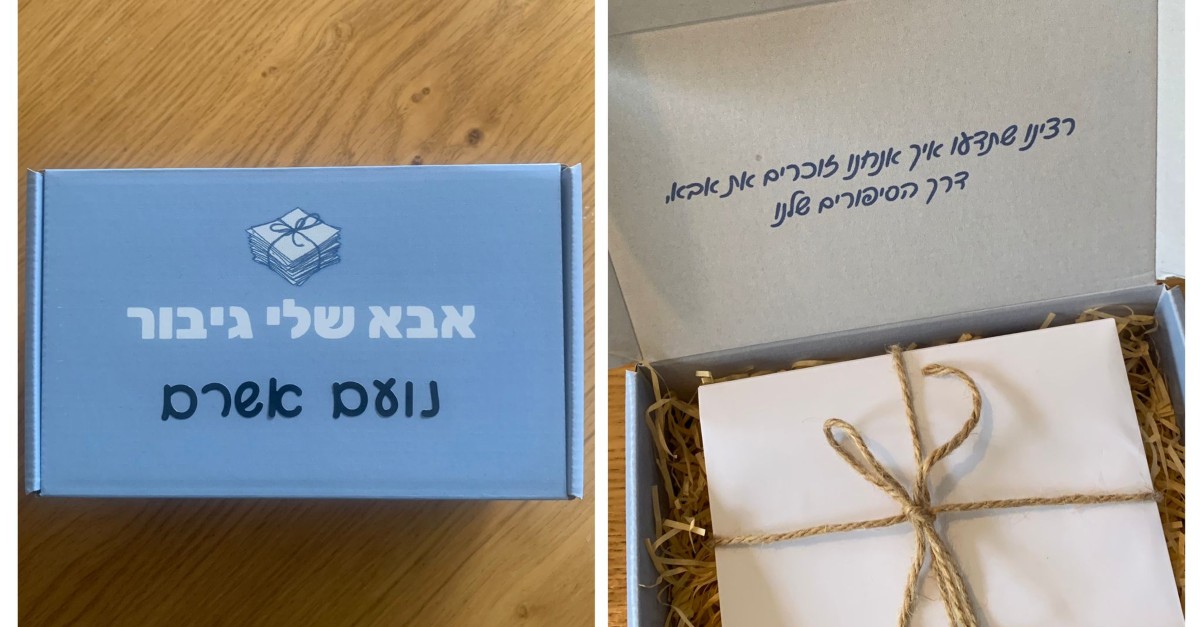 אבא שלי גיבור
נועם אשרם
רצינו שתדעו איך אנחנו זוכרים את אבא,
דרך הסיפורים שלנו